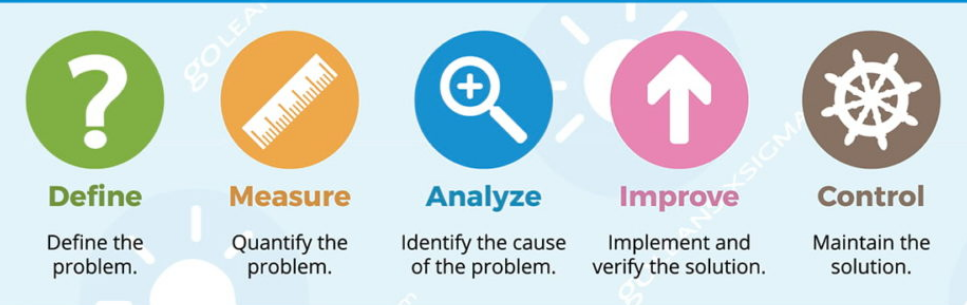 Define
Measure
Analyze
Improve
Control
Define the
problem.
Quantify the
problem.
Identify the cause
of the problem.
Implement and
verify the solution.
Maintain the
solution.